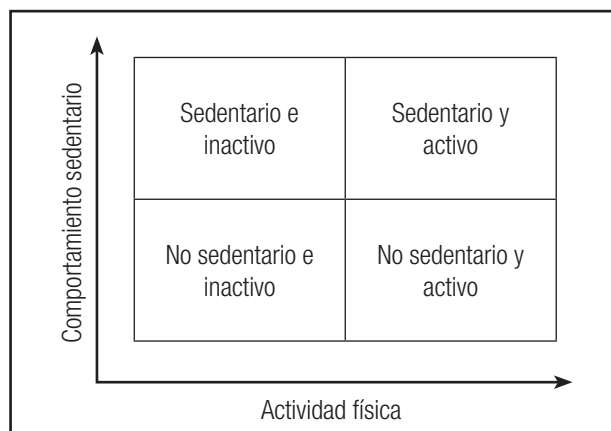 Comportamiento sedentario
Sedentario e
inactivo
Sedentario y
activo
No sedentario e
inactivo
No sedentario y
activo
Actividad física